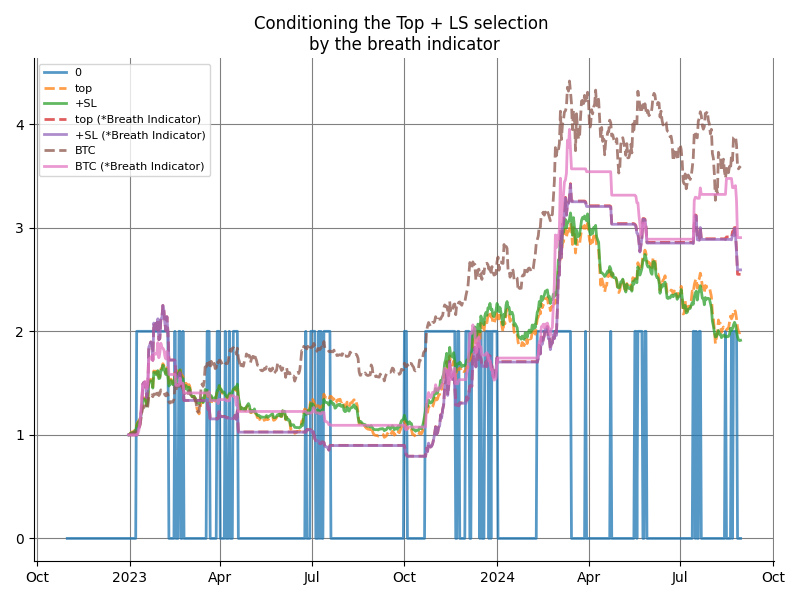 Conditioning the Top + LS selection
by the breath indicator
0
top
+SL
top (*Breath Indicator)
+SL (*Breath Indicator)
BTC
BTC (*Breath Indicator)
4
3
2
1
0
Oct 2023 Apr Jul Oct 2024 Apr Jul Oct